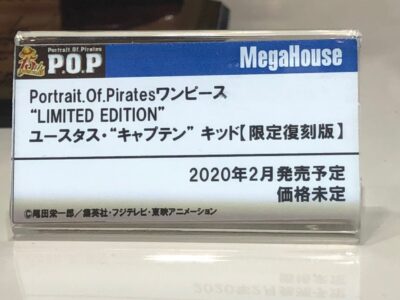 Portrait Of Pirates
P.O.P
MegaHouse
Portrait.Of.Piratesワンピース
“LIMITED EDITION”
ユースタス・“キャプテン” キッド【限定復刻版】
2020年2月発売予定
価格未定
©尾田栄一郎／集英社・フジテレビ・東映アニメーション